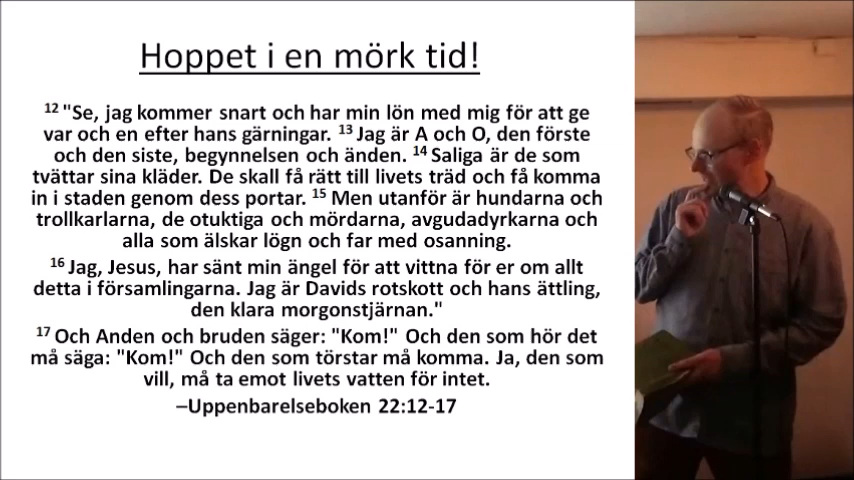 Hoppet i en mörk tid!
12 "Se, jag kommer snart och har min lön med mig för att ge
var och en efter hans gärningar. 13 Jag är A och O, den förste
och den siste, begynnelsen och änden. 14 Saliga är de som
tvättar sina kläder. De skall få rätt till livets träd och få komma
in i staden genom dess portar. 15 Men utanför är hundarna och
trollkarlarna, de otuktiga och mördarna, avgudadyrkarna och
alla som älskar lögn och far med osanning.
16 Jag, Jesus, har sänt min ängel för att vittna för er om allt
detta i församlingarna. Jag är Davids rotskott och hans ättling,
den klara morgonstjärnan."
17 Och Anden och bruden säger: "Kom!" Och den som hör det
må säga: "Kom!" Och den som törstar må komma. Ja, den som
vill, må ta emot livets vatten för intet.
–Uppenbarelseboken 22:12-17